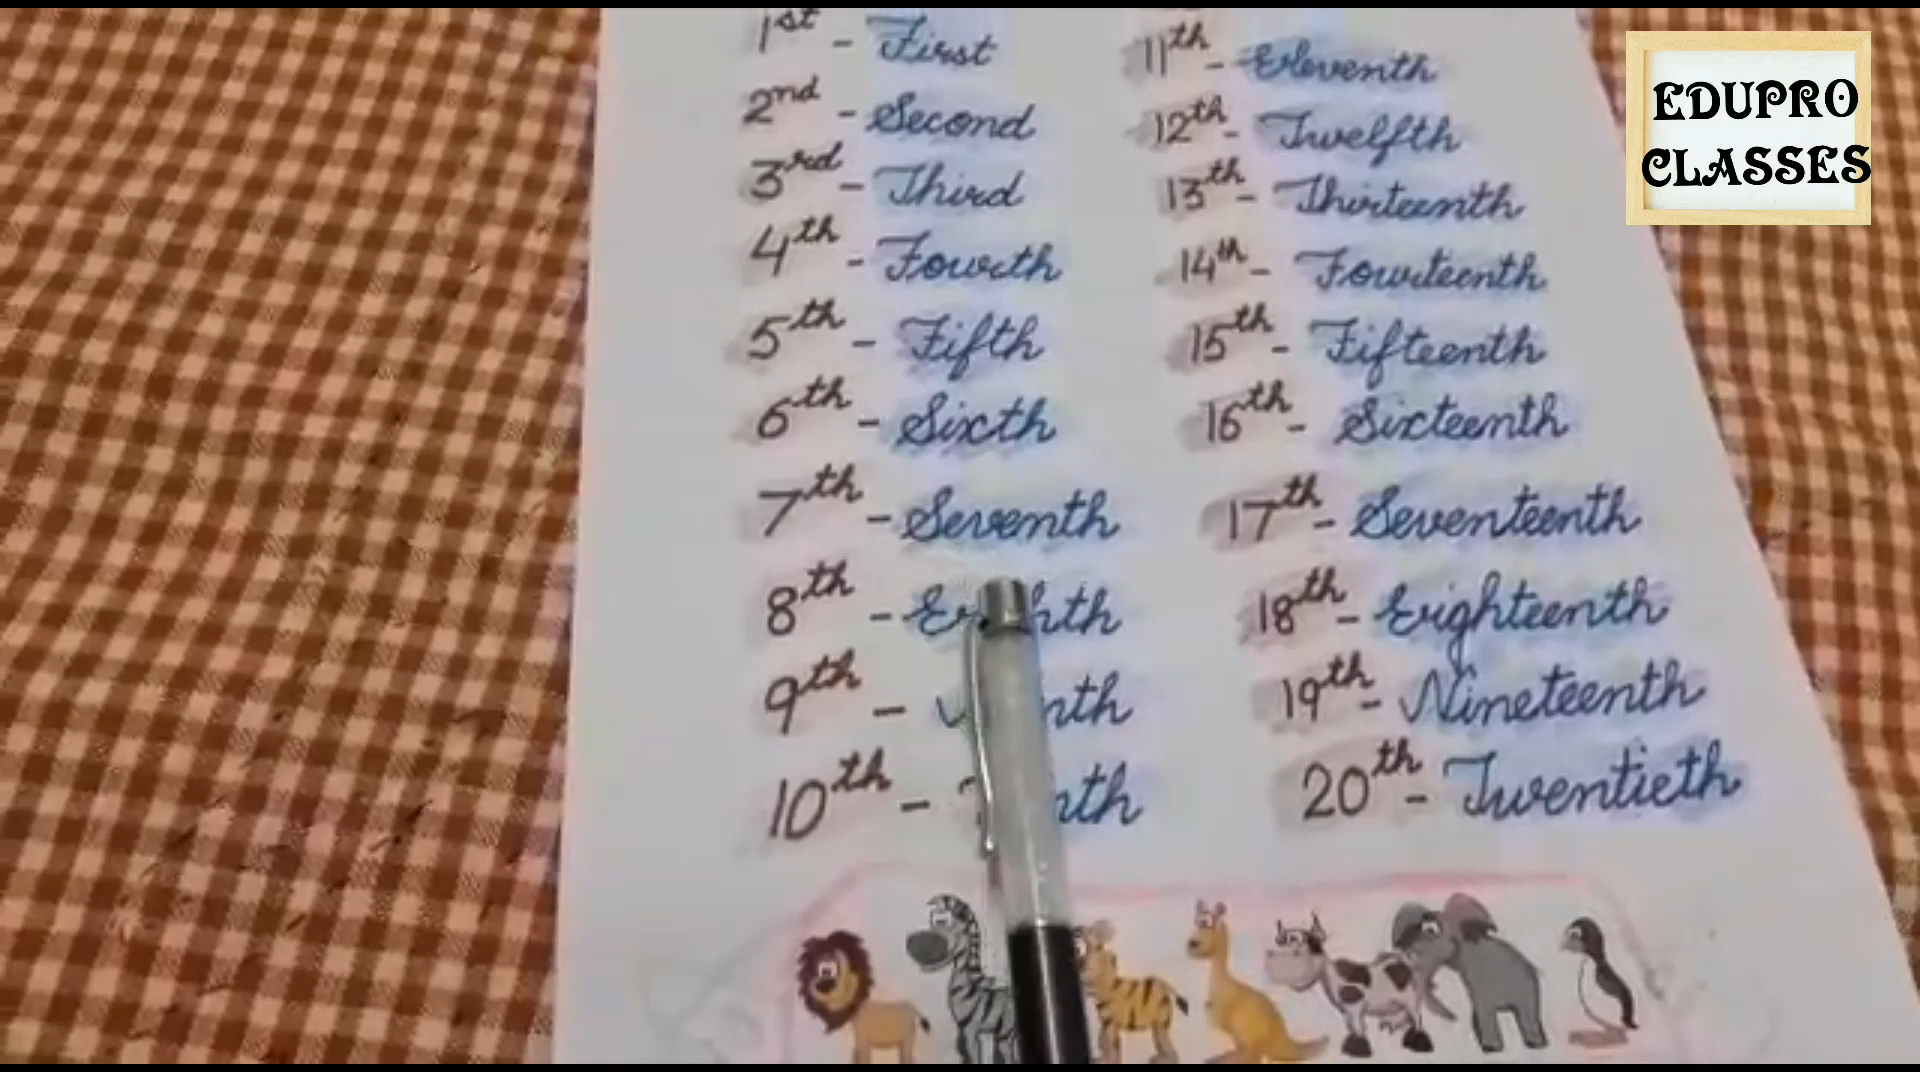 1st - First
2nd - Second
3rd - Third
4th - Fourth
5th - Fifth
6th - Sixth
7th - Seventh
8th -
9th -
10th -
11th - Eleventh
12th - Twelfth
13th - Thirteenth
14th - Fourteenth
15th - Fifteenth
16th - Sixteenth
17th - Seventeenth
18th - Eighteenth
19th - Nineteenth
20th - Twentieth
EDUPRO
CLASSES